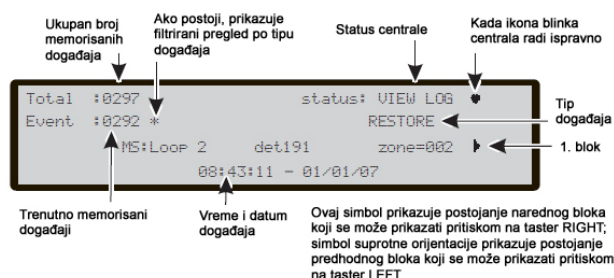 Ukupan broj
memorisanih
događaja
Ako postoji, prikazuje
filtrirani pregled po tipu
događaja
Status centrale
Kada ikona blinka
centrala radi ispravno
Total :0297 status: VIEW LOG
Event :0292 * RESTORE
MS:Loop 2 det191 zone=002
08:43:11 - 01/01/07
Tip
događaja
1. blok
Trenutno memorisani
događaji
Vreme i datum
događaja
Ovaj simbol prikazuje postojanje narednog bloka
koji se može prikazati pritiskom na taster RIGHT;
simbol suprotne orijentacije prikazuje postojanje
predhodnog bloka koji se može prikazati pritiskom
na taster LEFT